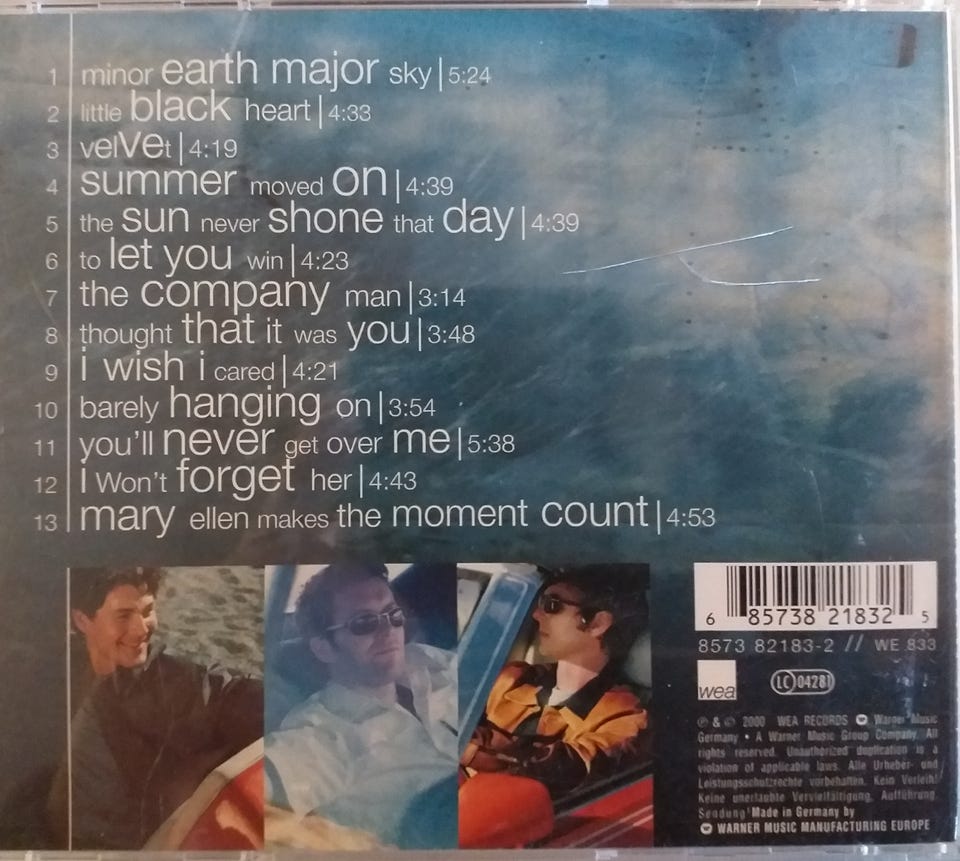 1 minor earth major sky | 5:24
2 little black heart | 4:33
3 velvet | 4:19
4 summer moved on | 4:39
5 the sun never shone that day | 4:39
6 to let you win | 4:23
7 the company man | 3:14
8 thought that it was you | 3:48
9 i wish i cared | 4:21
10 barely hanging on | 3:54
11 you'll never get over me | 5:38
12 i Won't forget her | 4:43
13 mary ellen makes the moment count | 4:53
6 85738 21832 5
8573 82183-2 // WE 833
wea LC 04281
℗ & © 2000 WEA RECORDS Warner Music
Germany • A Warner Music Group Company. All
rights reserved. Unauthorized duplication is a
violation of applicable laws. Alle Urheber- und
Leistungsschutzrechte vorbehalten. Kein Verleih!
Keine unerlaubte Vervielfältigung, Aufführung,
Sendung! Made in Germany by
WARNER MUSIC MANUFACTURING EUROPE